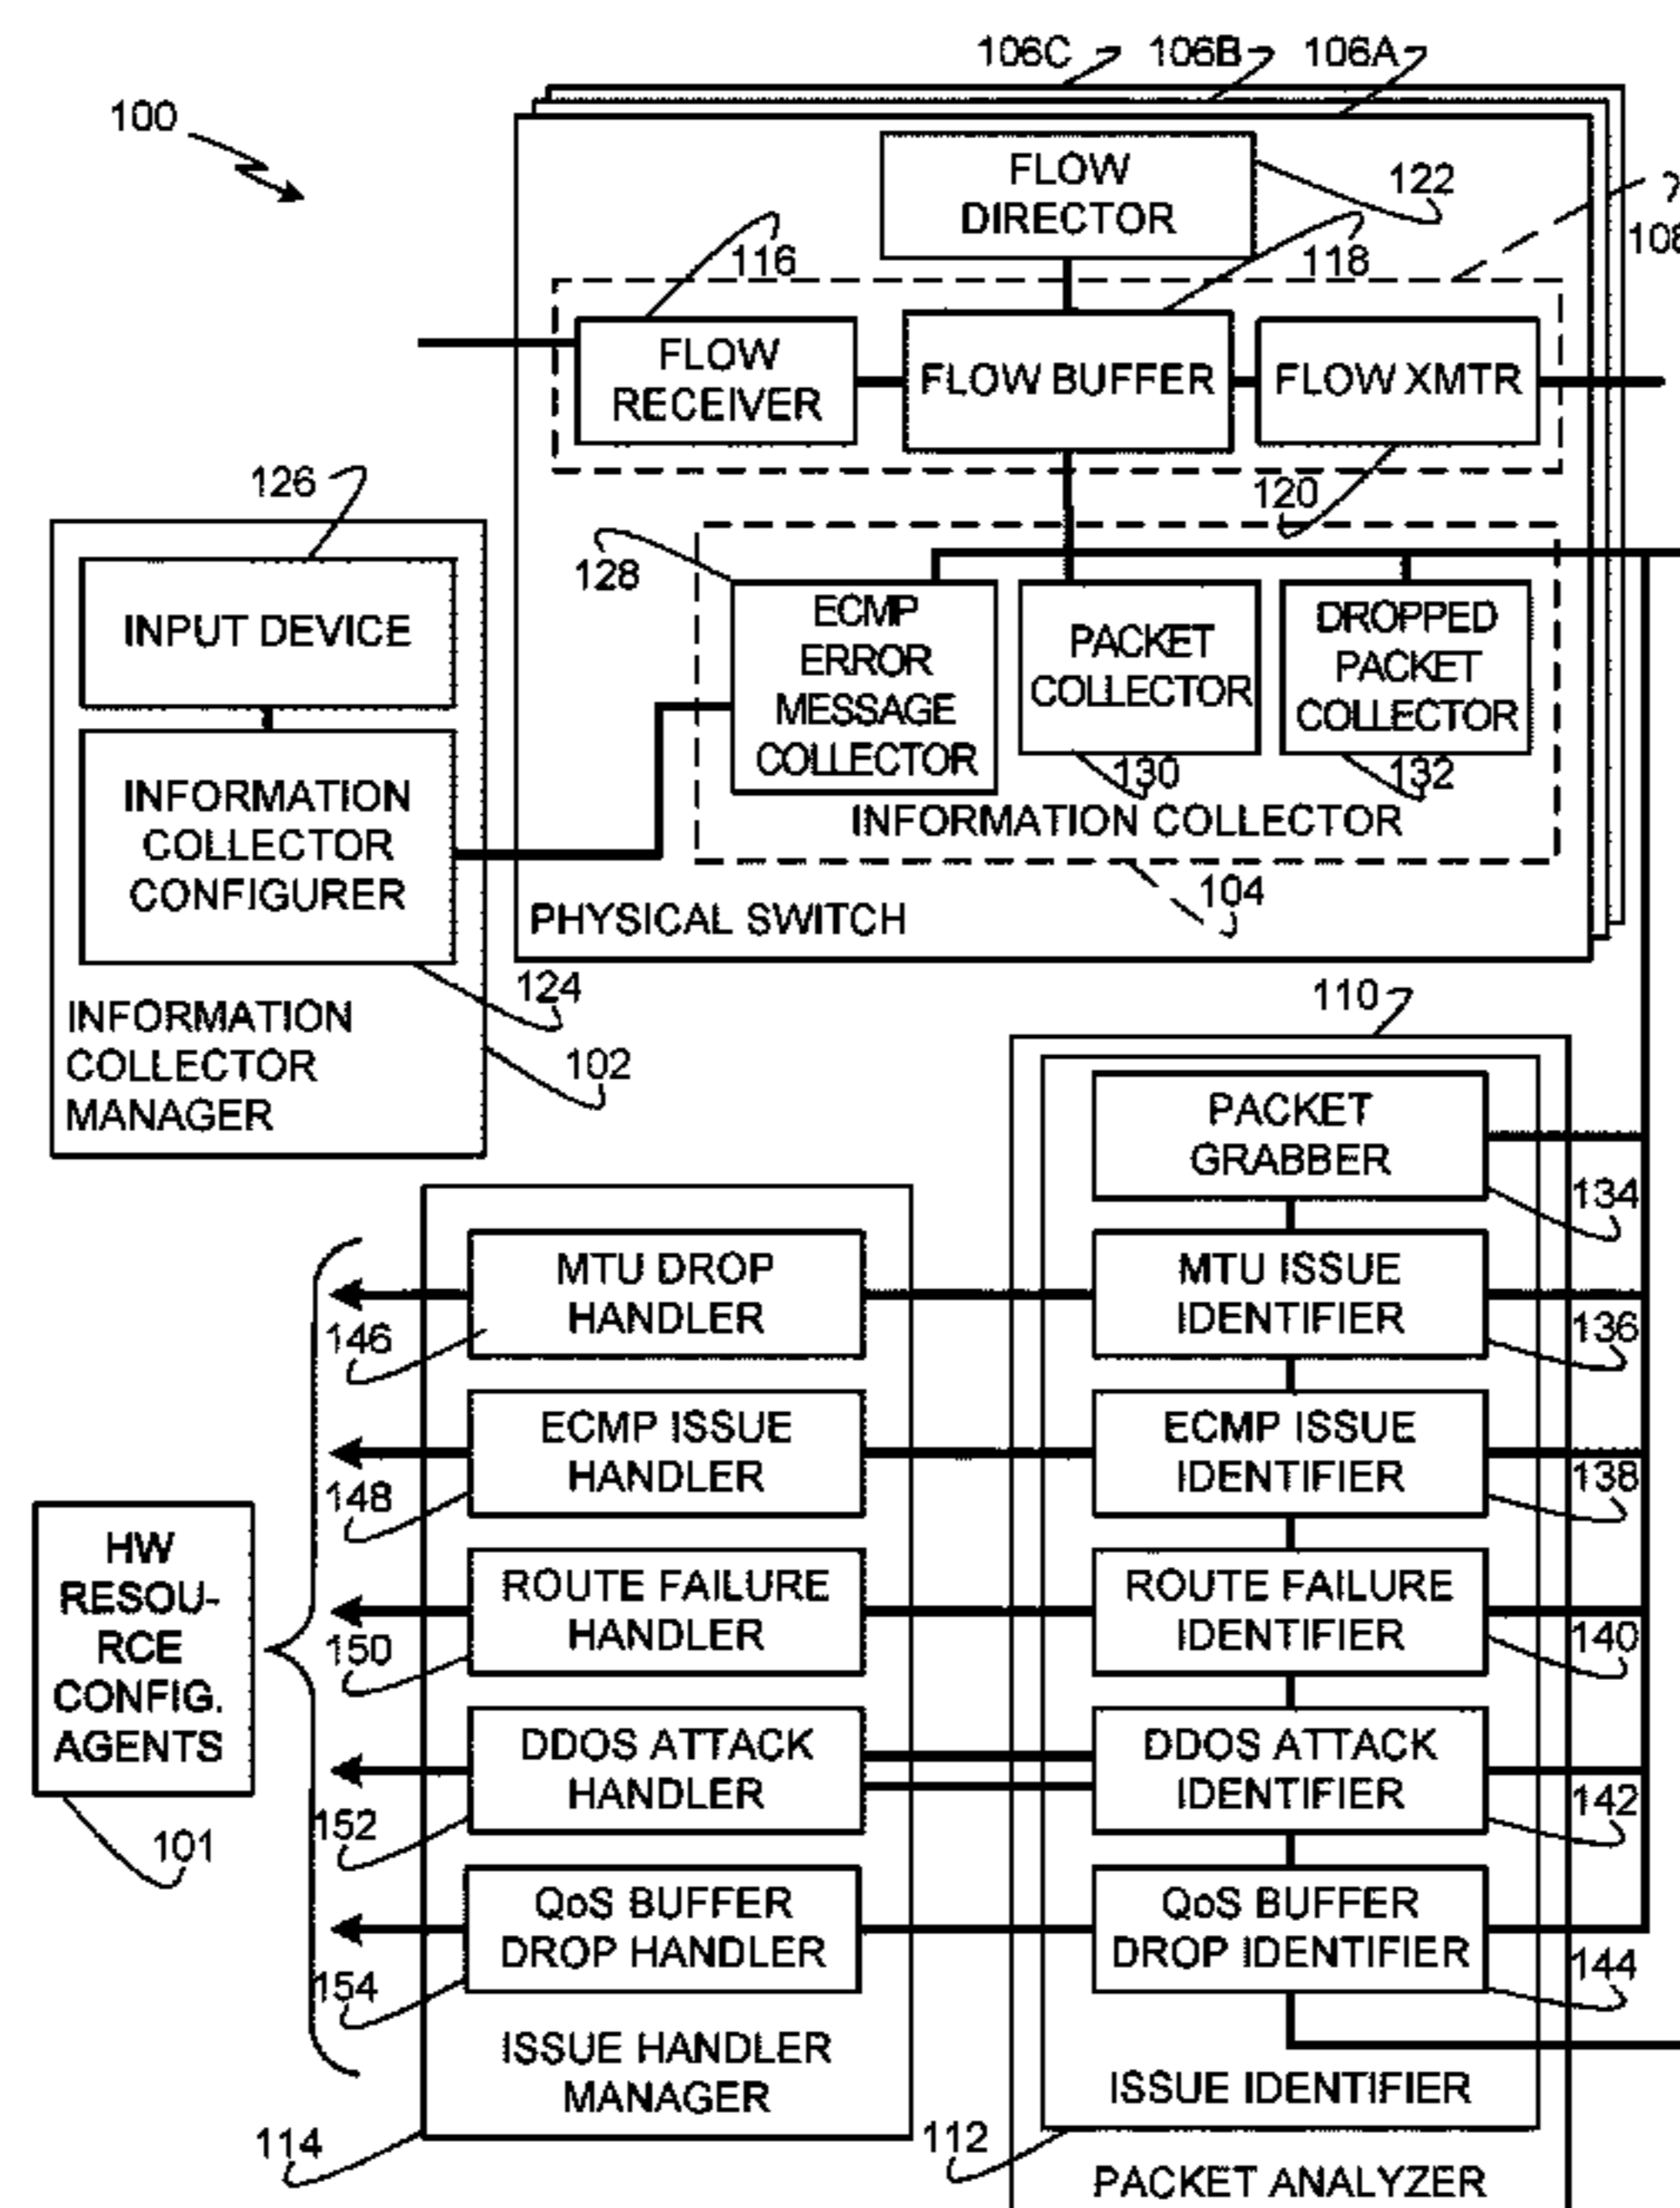 106C
106B
106A
100
FLOW
DIRECTOR
122
108
116
118
FLOW
RECEIVER
FLOW BUFFER
FLOW XMTR
120
126
128
INPUT DEVICE
ECMP
ERROR
MESSAGE
COLLECTOR
PACKET
COLLECTOR
DROPPED
PACKET
COLLECTOR
130
132
INFORMATION
COLLECTOR
CONFIGURER
INFORMATION COLLECTOR
104
PHYSICAL SWITCH
124
INFORMATION
COLLECTOR
MANAGER
102
110
PACKET
GRABBER
134
MTU DROP
HANDLER
MTU ISSUE
IDENTIFIER
146
136
ECMP ISSUE
HANDLER
ECMP ISSUE
IDENTIFIER
148
138
HW
RESOU-
RCE
CONFIG.
AGENTS
ROUTE FAILURE
HANDLER
ROUTE FAILURE
IDENTIFIER
150
140
DDOS ATTACK
HANDLER
DDOS ATTACK
IDENTIFIER
152
142
101
QoS BUFFER
DROP HANDLER
QoS BUFFER
DROP IDENTIFIER
154
144
ISSUE HANDLER
MANAGER
ISSUE IDENTIFIER
114
112
PACKET ANALYZER